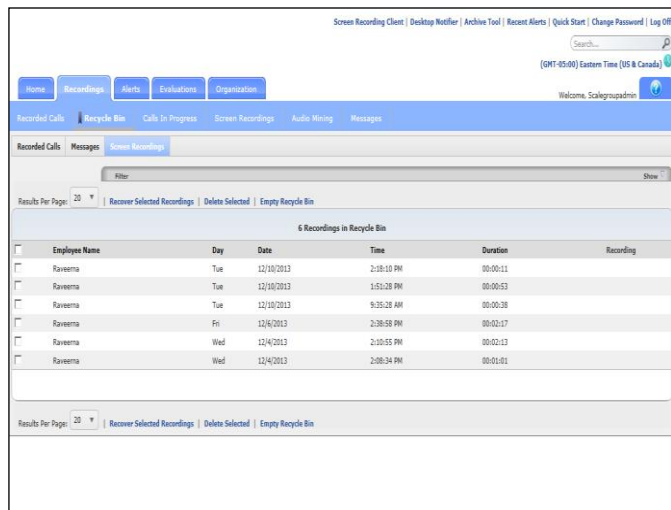 Screen Recording Client | Desktop Notifier | Archive Tool | Recent Alerts | Quick Start | Change Password | Log Off
Search...
(GMT-05:00) Eastern Time (US & Canada)
Home Recordings Alerts Evaluations Organization
Welcome, Scalegroupadmin
Recorded Calls Recycle Bin Calls In Progress Screen Recordings Audio Mining Messages
Recorded Calls Messages Screen Recordings
Filter Show
Results Per Page: 20 | Recover Selected Recordings | Delete Selected | Empty Recycle Bin
6 Recordings in Recycle Bin
Employee Name Day Date Time Duration Recording
Raveerna Tue 12/10/2013 2:18:10 PM 00:00:11
Raveerna Tue 12/10/2013 1:51:28 PM 00:00:53
Raveerna Tue 12/10/2013 9:35:28 AM 00:00:38
Raveerna Fri 12/6/2013 2:38:58 PM 00:02:17
Raveerna Wed 12/4/2013 2:10:55 PM 00:02:13
Raveerna Wed 12/4/2013 2:08:34 PM 00:01:01
Results Per Page: 20 | Recover Selected Recordings | Delete Selected | Empty Recycle Bin